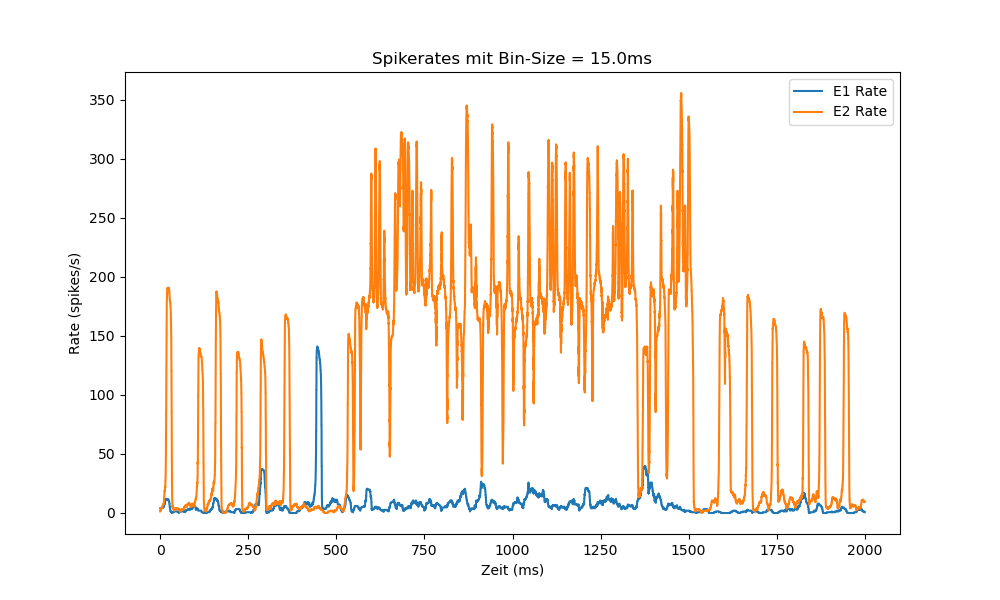 Spikerates mit Bin-Size = 15.0ms
E1 Rate
E2 Rate
Rate (spikes/s)
350
300
250
200
150
100
50
0
0 250 500 750 1000 1250 1500 1750 2000
Zeit (ms)